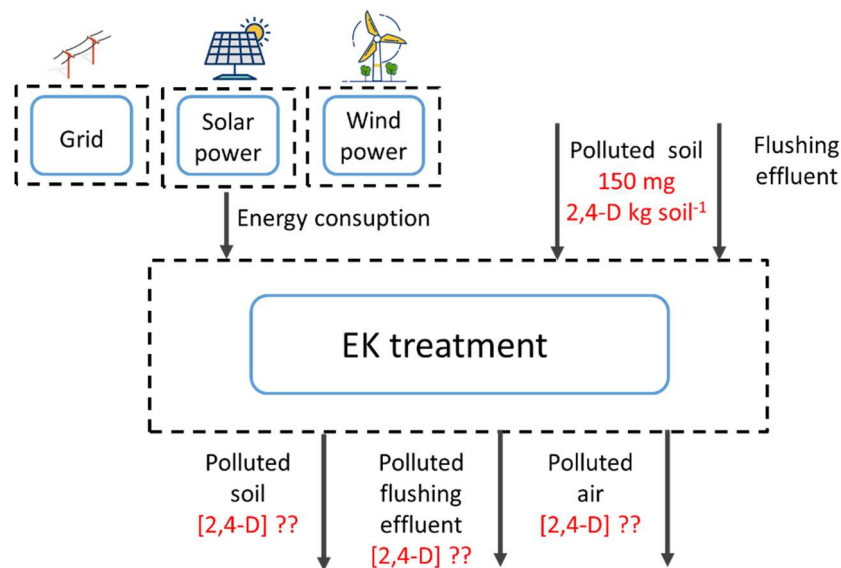 Grid
Solar
power
Wind
power
Energy consuption
Polluted soil
150 mg
2,4-D kg soil⁻¹
Flushing
effluent
EK treatment
Polluted
soil
[2,4-D] ??
Polluted
flushing
effluent
[2,4-D] ??
Polluted
air
[2,4-D] ??